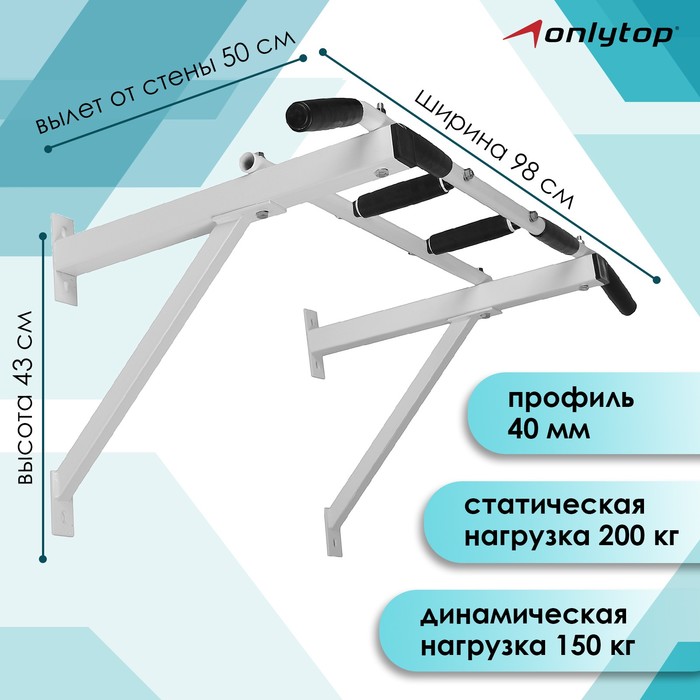 onlytop®
вылет от стены 50 см
ширина 98 см
высота 43 см
профиль
40 мм
статическая
нагрузка 200 кг
динамическая
нагрузка 150 кг